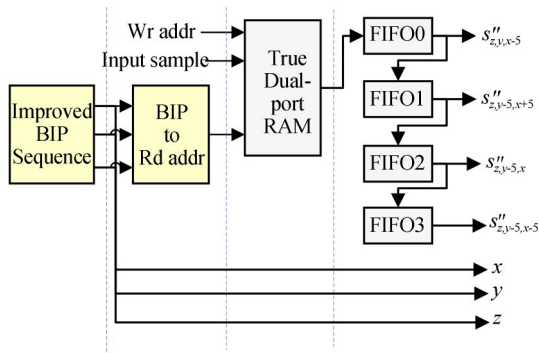 Wr addr
Input sample
Improved
BIP
Sequence
BIP
to
Rd addr
True
Dual-
port
RAM
FIFO0
s″z,y,x-5
FIFO1
s″z,y-5,x+5
FIFO2
s″z,y-5,x
FIFO3
s″z,y-5,x-5
x
y
z